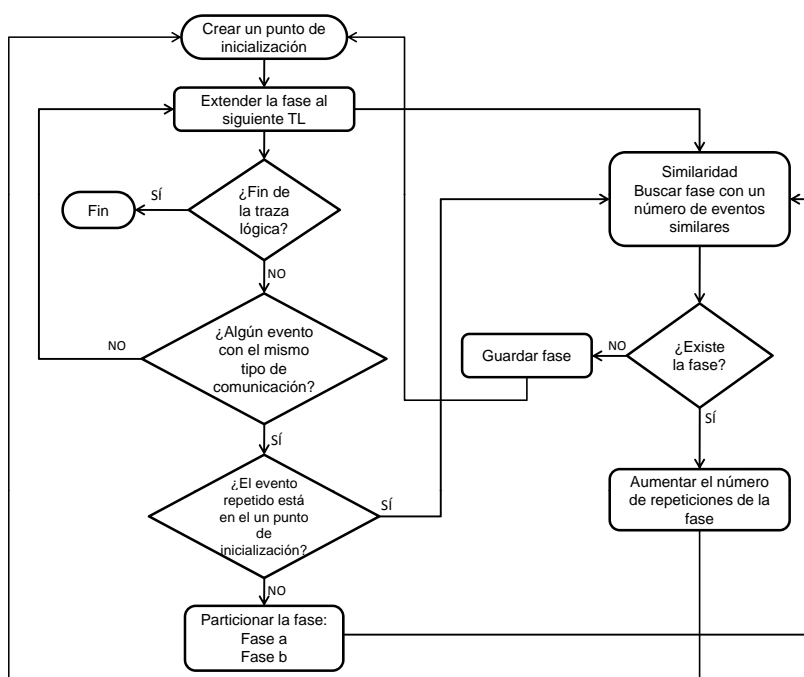 Crear un punto de
inicialización
Extender la fase al
siguiente TL
¿Fin de
la traza
lógica?
SÍ
Fin
NO
¿Algún evento
con el mismo
tipo de
comunicación?
NO
SÍ
¿El evento
repetido está
en el un punto
de
inicialización?
SÍ
NO
Particionar la fase:
Fase a
Fase b
Similaridad
Buscar fase con un
número de eventos
similares
¿Existe
la fase?
NO
Guardar fase
SÍ
Aumentar el número
de repeticiones de la
fase